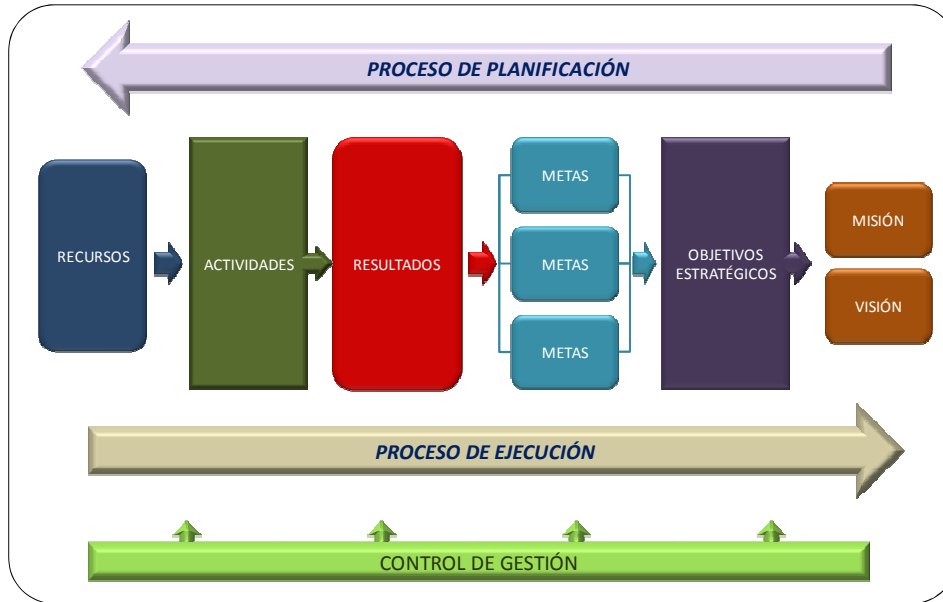 PROCESO DE PLANIFICACIÓN
RECURSOS
ACTIVIDADES
RESULTADOS
METAS
METAS
METAS
OBJETIVOS
ESTRATÉGICOS
MISIÓN
VISIÓN
PROCESO DE EJECUCIÓN
CONTROL DE GESTIÓN